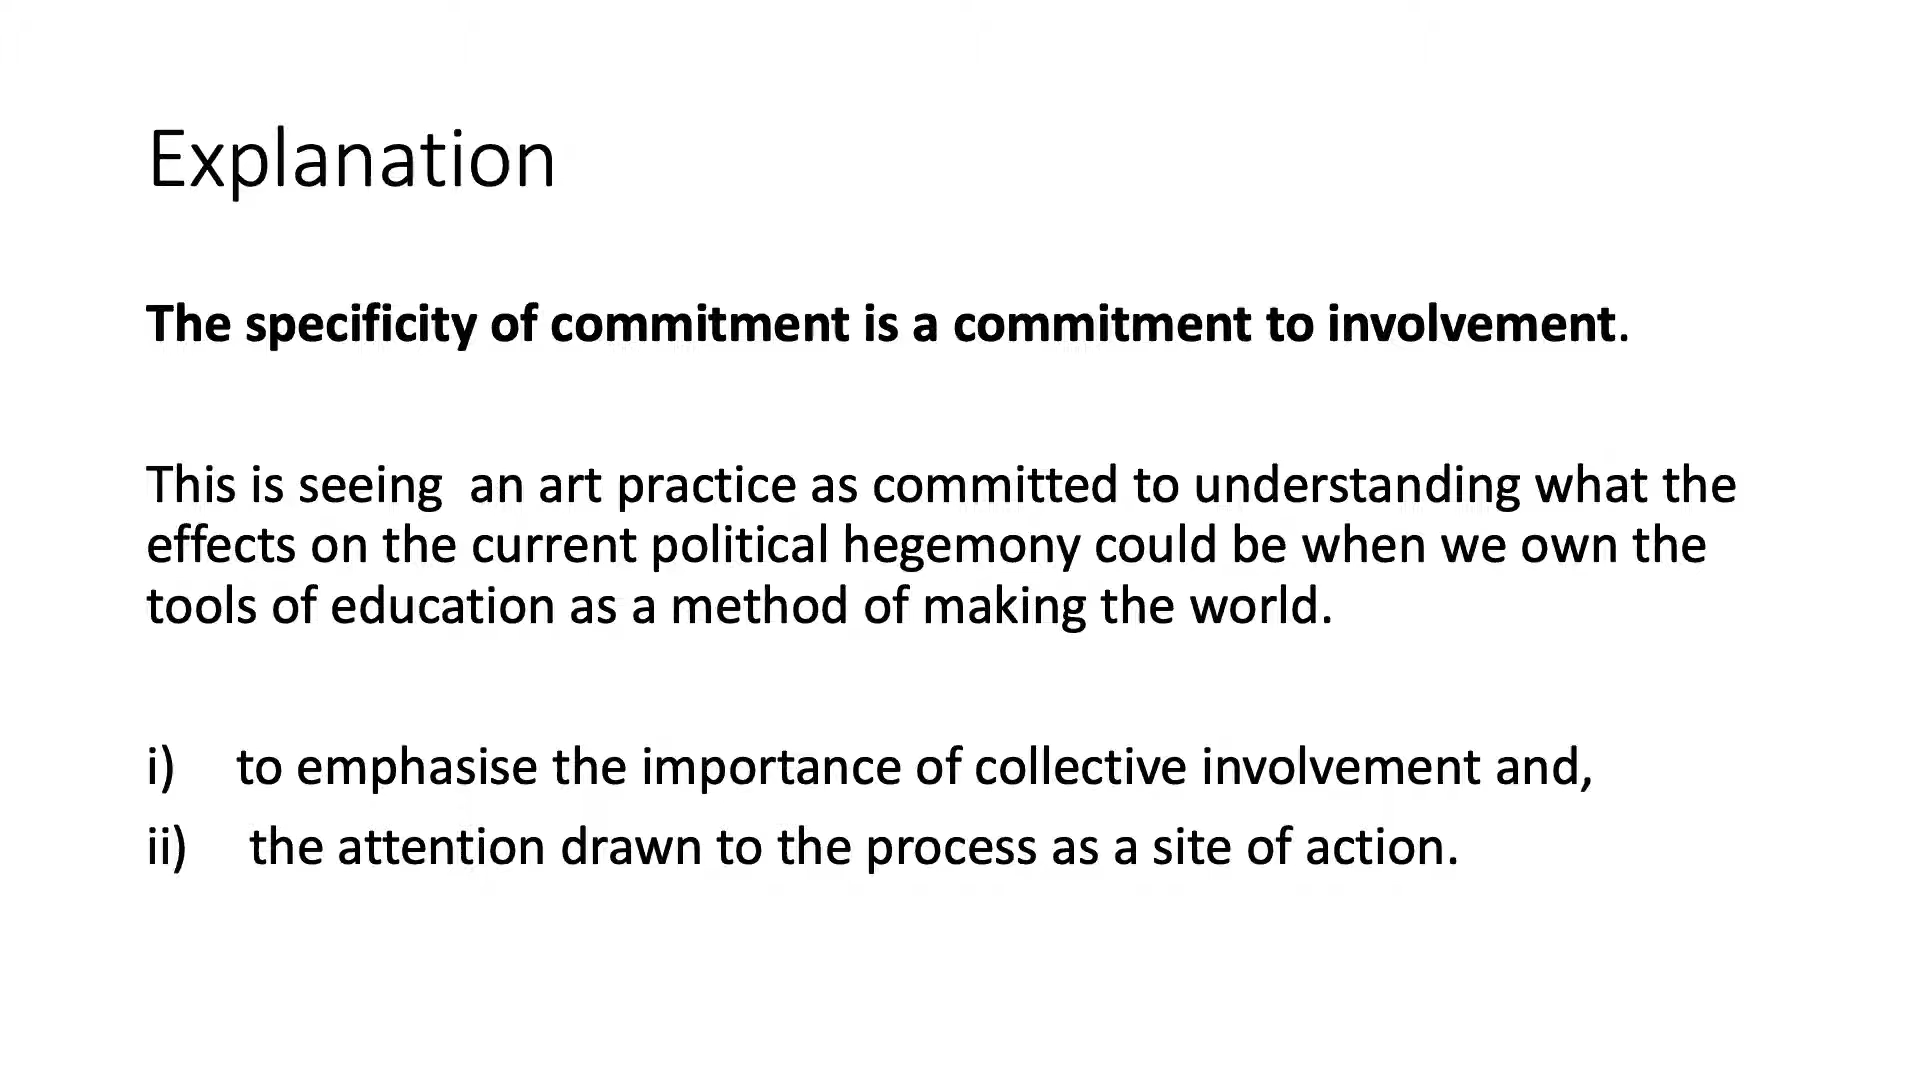 Explanation
The specificity of commitment is a commitment to involvement.
This is seeing  an art practice as committed to understanding what the
effects on the current political hegemony could be when we own the
tools of education as a method of making the world.
i) to emphasise the importance of collective involvement and,
ii) the attention drawn to the process as a site of action.